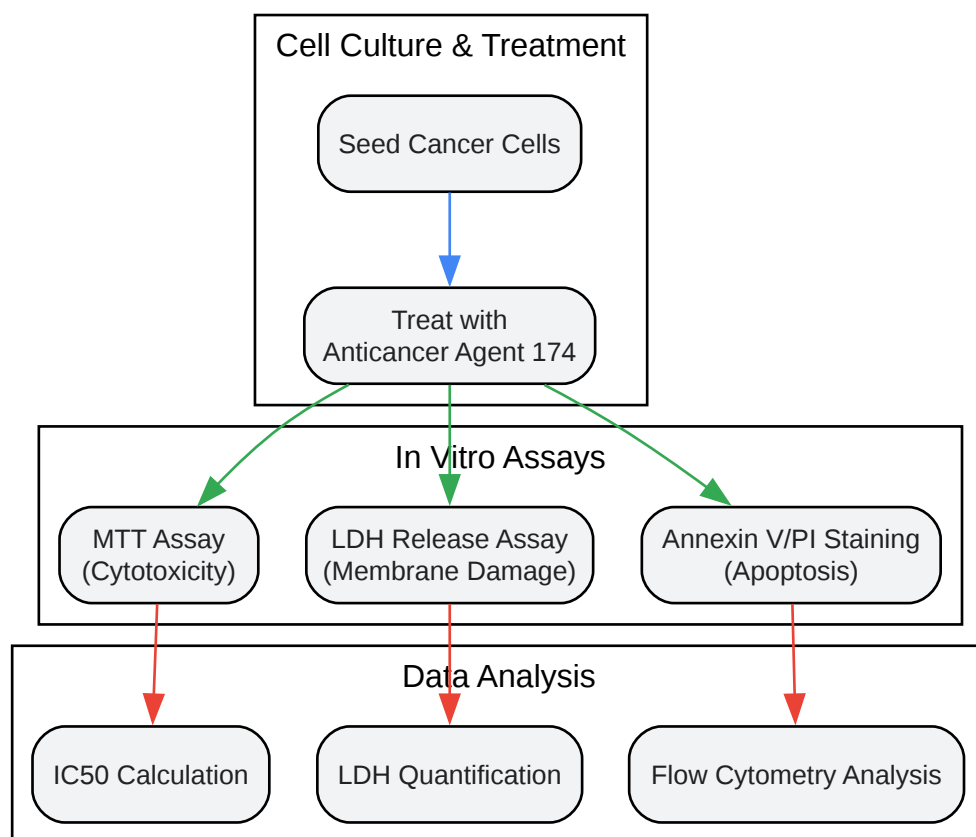 Cell Culture & Treatment
Seed Cancer Cells
Treat with
Anticancer Agent 174
In Vitro Assays
MTT Assay
(Cytotoxicity)
LDH Release Assay
(Membrane Damage)
Annexin V/PI Staining
(Apoptosis)
Data Analysis
IC50 Calculation
LDH Quantification
Flow Cytometry Analysis